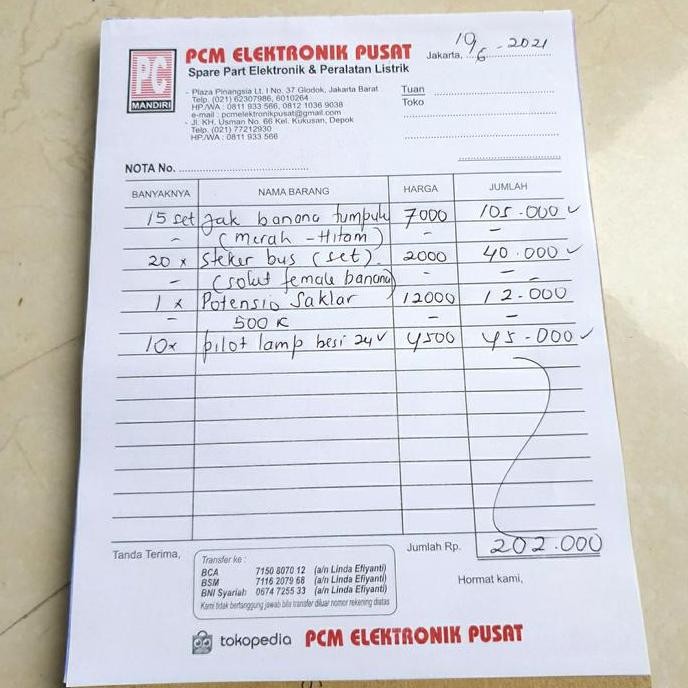 PC
MANDIRI
PCM ELEKTRONIK PUSAT
Spare Part Elektronik & Peralatan Listrik
- Plaza Pinangsia Lt. I No. 37 Glodok, Jakarta Barat
Telp. (021) 62307986, 6010264
HP/WA : 0811 933 566, 0812 1036 9038
e-mail : pcmelektronikpusat@gmail.com
- Jl. KH. Usman No. 66 Kel. Kukusan, Depok
Telp. (021) 77212930
HP/WA : 0811 933 566
Jakarta, 19/6 - 2021
Tuan
Toko
NOTA No.
BANYAKNYA NAMA BARANG HARGA JUMLAH
15 set Jak banana tumpuk 7000 105.000 ✓
- (merah - Hitam) - -
20 x Steker bus (set) 2000 40.000 ✓
- (solut female banana) - -
1 x Potensio Saklar 12000 12.000
- 500 K - -
10x pilot lamp besi 24V 4500 45.000 ✓
Jumlah Rp. 202.000
Tanda Terima,
Transfer ke :
BCA 7150 8070 12 (a/n Linda Efiyanti)
BSM 7116 2079 68 (a/n Linda Efiyanti)
BNI Syariah 0674 7255 33 (a/n Linda Efiyanti)
Kami tidak bertanggung jawab bila transfer diluar nomor rekening diatas
Hormat kami,
tokopedia PCM ELEKTRONIK PUSAT